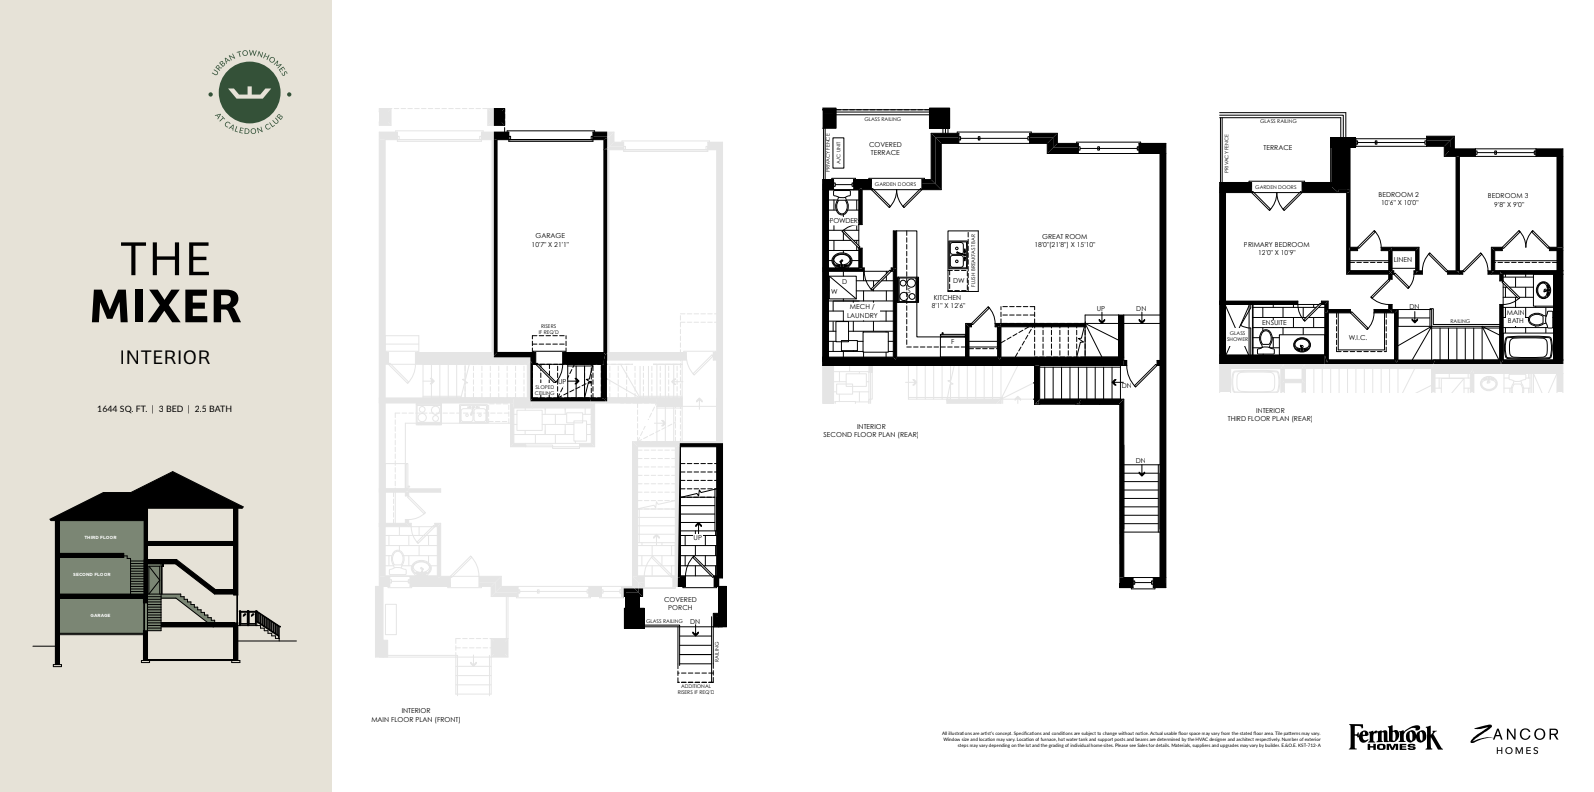 URBAN TOWNHOMES
AT CALEDON CLUB
THE
MIXER
INTERIOR
1644 SQ. FT. | 3 BED | 2.5 BATH
THIRD FLOOR
SECOND FLOOR
GARAGE
GARAGE
10'7" X 21'1"
RISERS
IF REQ'D
SLOPED
CEILING
UP
UP
COVERED
PORCH
GLASS RAILING
DN
RAILING
ADDITIONAL
RISERS IF REQ'D
INTERIOR
MAIN FLOOR PLAN (FRONT)
GLASS RAILING
PRIVACY FENCE
A/C UNIT
COVERED
TERRACE
GARDEN DOORS
POWDER
D
W
MECH /
LAUNDRY
FLUSH BREAKFAST BAR
DW
KITCHEN
8'1" X 12'6"
F
GREAT ROOM
18'0"[21'8"] X 15'10"
UP
DN
DN
DN
INTERIOR
SECOND FLOOR PLAN (REAR)
GLASS RAILING
PRIVACY FENCE
TERRACE
GARDEN DOORS
PRIMARY BEDROOM
12'0" X 10'9"
BEDROOM 2
10'6" X 10'0"
BEDROOM 3
9'8" X 9'0"
LINEN
GLASS
SHOWER
ENSUITE
W.I.C.
DN
RAILING
MAIN
BATH
INTERIOR
THIRD FLOOR PLAN (REAR)
All illustrations are artist's concept. Specifications and conditions are subject to change without notice. Actual usable floor space may vary from the stated floor area. Tile patterns may vary.
Window size and location may vary. Location of furnace, hot water tank and support posts and beams are determined by the HVAC designer and architect respectively. Number of exterior
steps may vary depending on the lot and the grading of individual home sites. Please see Sales for details. Materials, suppliers and upgrades may vary by builder. E.&O.E. KST-712-A
Fernbrook
HOMES
ZANCOR
HOMES